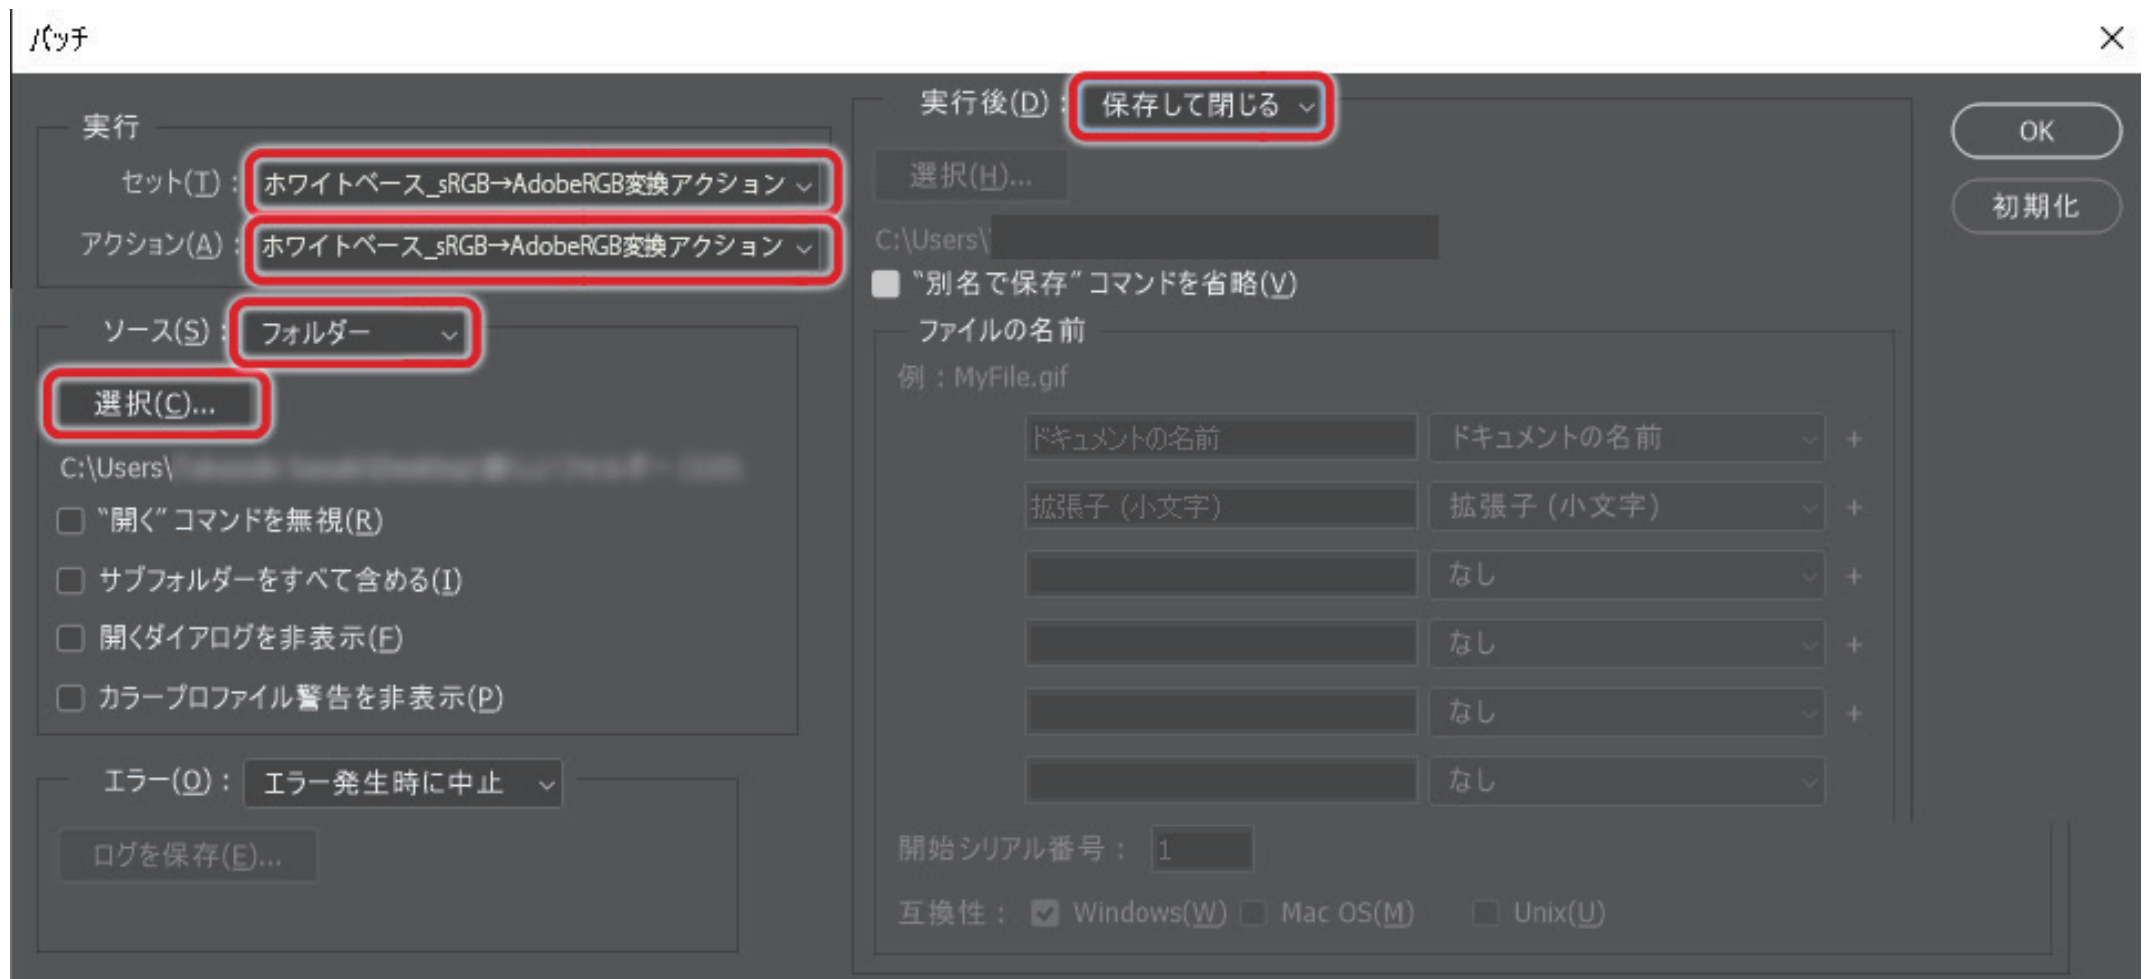 バッチ
実行
セット(T) : ホワイトベース_sRGB→AdobeRGB変換アクション
アクション(A) : ホワイトベース_sRGB→AdobeRGB変換アクション
ソース(S) : フォルダー
選択(C)...
C:\Users\
"開く" コマンドを無視(R)
サブフォルダーをすべて含める(I)
開くダイアログを非表示(F)
カラープロファイル警告を非表示(P)
エラー(O) : エラー発生時に中止
ログを保存(E)...
実行後(D) : 保存して閉じる
選択(H)...
C:\Users\
"別名で保存" コマンドを省略(V)
ファイルの名前
例 : MyFile.gif
ドキュメントの名前 ドキュメントの名前 +
拡張子 (小文字) 拡張子 (小文字) +
なし +
なし +
なし +
なし
開始シリアル番号 : 1
互換性 : Windows(W) Mac OS(M) Unix(U)
OK
初期化